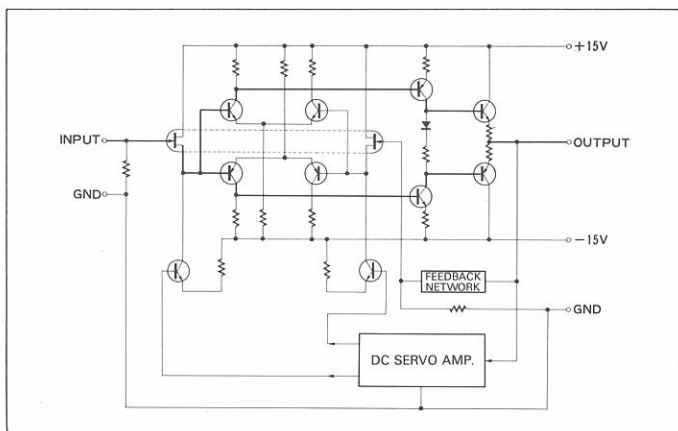 +15V
INPUT
OUTPUT
GND
-15V
FEEDBACK
NETWORK
GND
DC SERVO AMP.